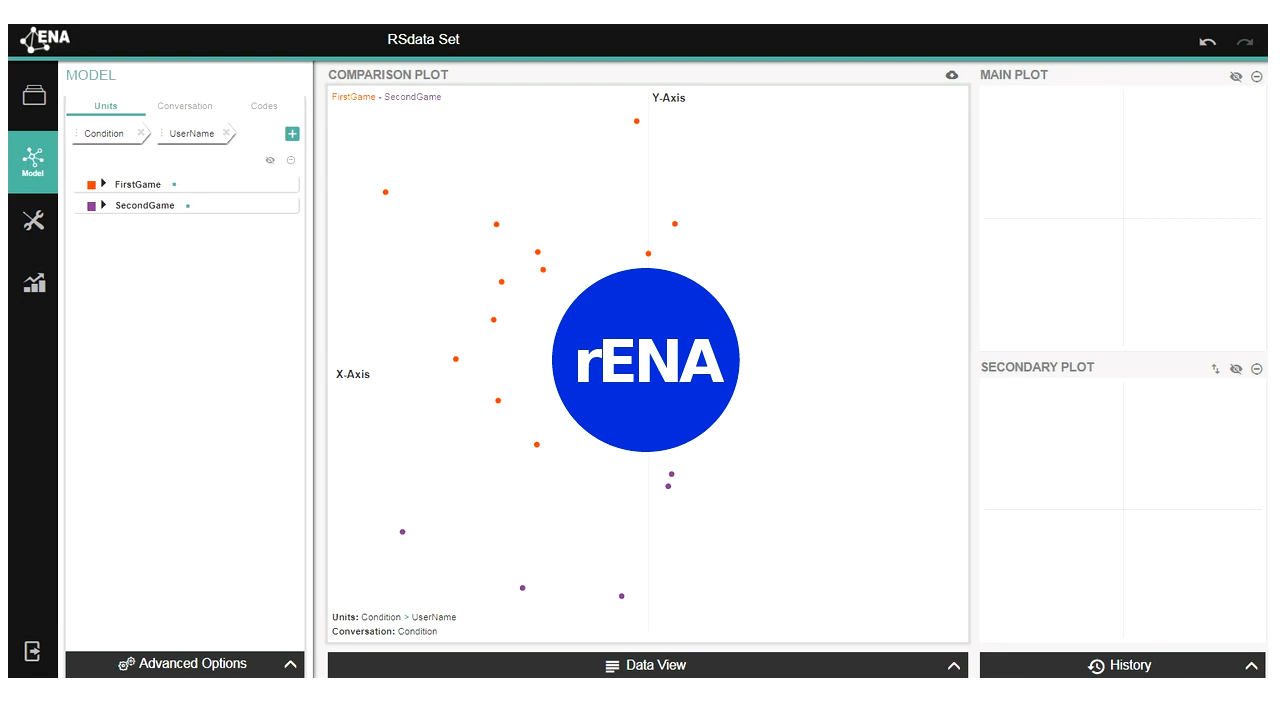 ENA
RSdata Set
MODEL
Units
Conversation
Codes
Condition
UserName
FirstGame
SecondGame
Model
Advanced Options
COMPARISON PLOT
FirstGame - SecondGame
Y-Axis
X-Axis
rENA
Units: Condition > UserName
Conversation: Condition
Data View
MAIN PLOT
SECONDARY PLOT
History